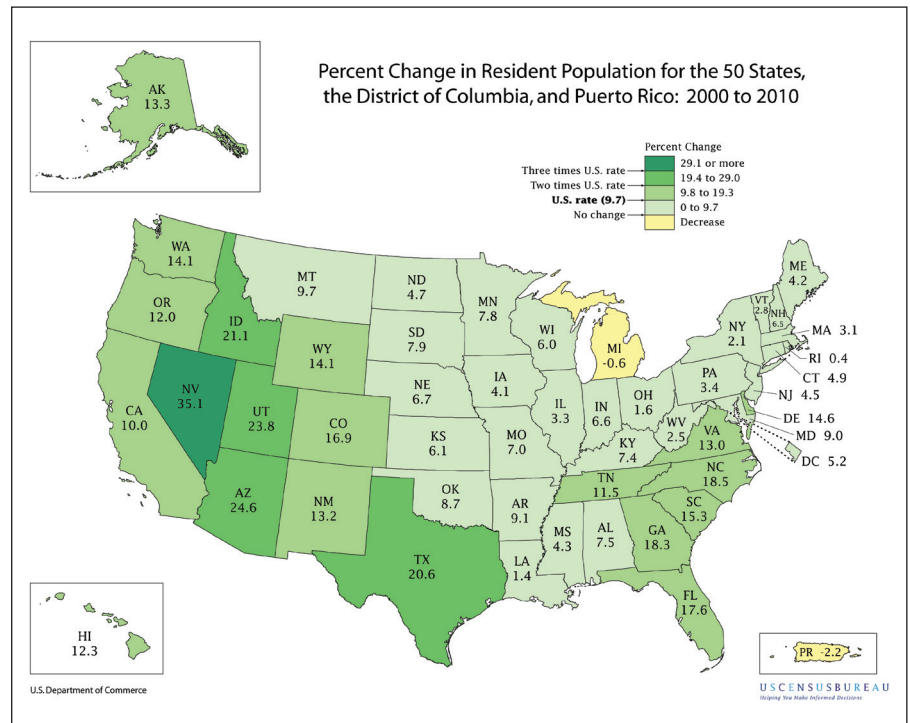 Percent Change in Resident Population for the 50 States,
the District of Columbia, and Puerto Rico: 2000 to 2010
AK
13.3
Percent Change
Three times U.S. rate
29.1 or more
Two times U.S. rate
19.4 to 29.0
U.S. rate (9.7)
9.8 to 19.3
No change
0 to 9.7
Decrease
WA
14.1
OR
12.0
CA
10.0
NV
35.1
ID
21.1
MT
9.7
WY
14.1
UT
23.8
CO
16.9
AZ
24.6
NM
13.2
ND
4.7
SD
7.9
NE
6.7
KS
6.1
OK
8.7
TX
20.6
MN
7.8
IA
4.1
MO
7.0
AR
9.1
LA
1.4
WI
6.0
IL
3.3
MI
-0.6
IN
6.6
OH
1.6
KY
7.4
TN
11.5
MS
4.3
AL
7.5
GA
18.3
FL
17.6
SC
15.3
NC
18.5
VA
13.0
WV
2.5
PA
3.4
NY
2.1
VT
2.8
NH
6.5
ME
4.2
MA 3.1
RI 0.4
CT 4.9
NJ 4.5
DE 14.6
MD 9.0
DC 5.2
HI
12.3
PR -2.2
U.S. Department of Commerce
USCENSUSBUREAU
Helping You Make Informed Decisions